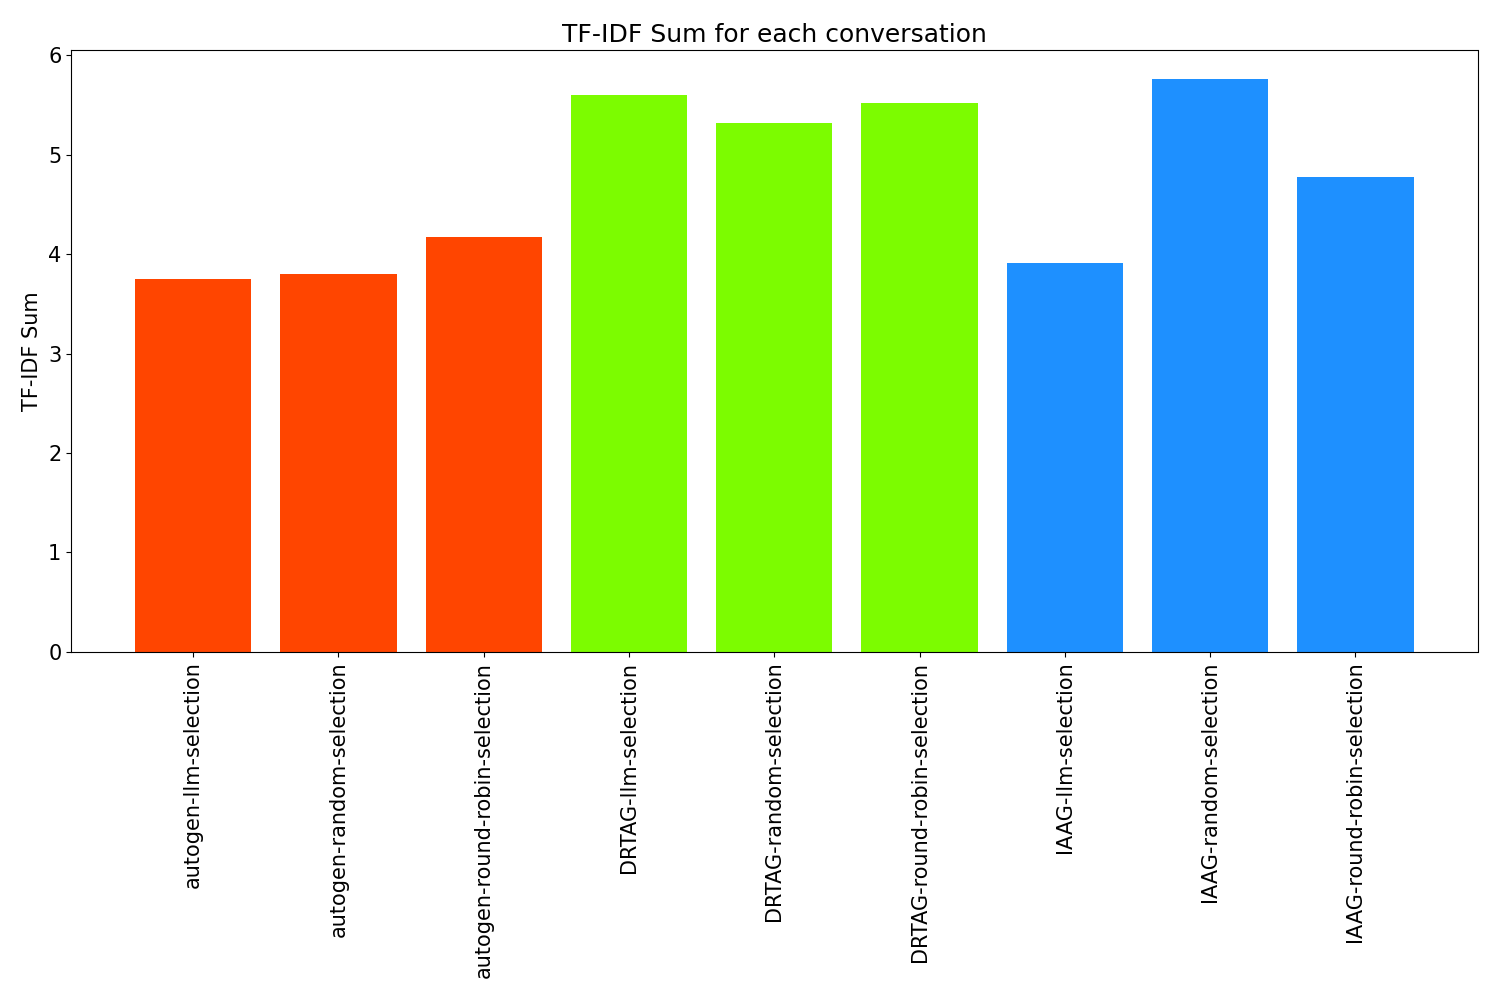 TF-IDF Sum for each conversation
6
5
4
3
2
1
0
TF-IDF Sum
autogen-llm-selection
autogen-random-selection
autogen-round-robin-selection
DRTAG-llm-selection
DRTAG-random-selection
DRTAG-round-robin-selection
IAAG-llm-selection
IAAG-random-selection
IAAG-round-robin-selection